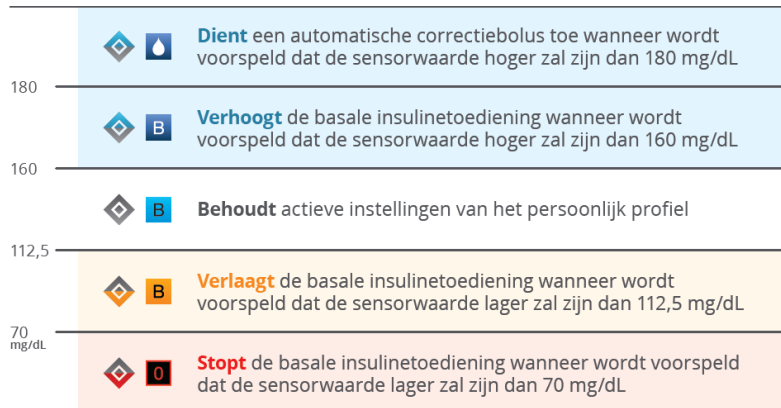 Dient een automatische correctiebolus toe wanneer wordt
voorspeld dat de sensorwaarde hoger zal zijn dan 180 mg/dL
180
B
Verhoogt de basale insulinetoediening wanneer wordt
voorspeld dat de sensorwaarde hoger zal zijn dan 160 mg/dL
160
B
Behoudt actieve instellingen van het persoonlijk profiel
112,5
B
Verlaagt de basale insulinetoediening wanneer wordt
voorspeld dat de sensorwaarde lager zal zijn dan 112,5 mg/dL
70
mg/dL
0
Stopt de basale insulinetoediening wanneer wordt voorspeld
dat de sensorwaarde lager zal zijn dan 70 mg/dL